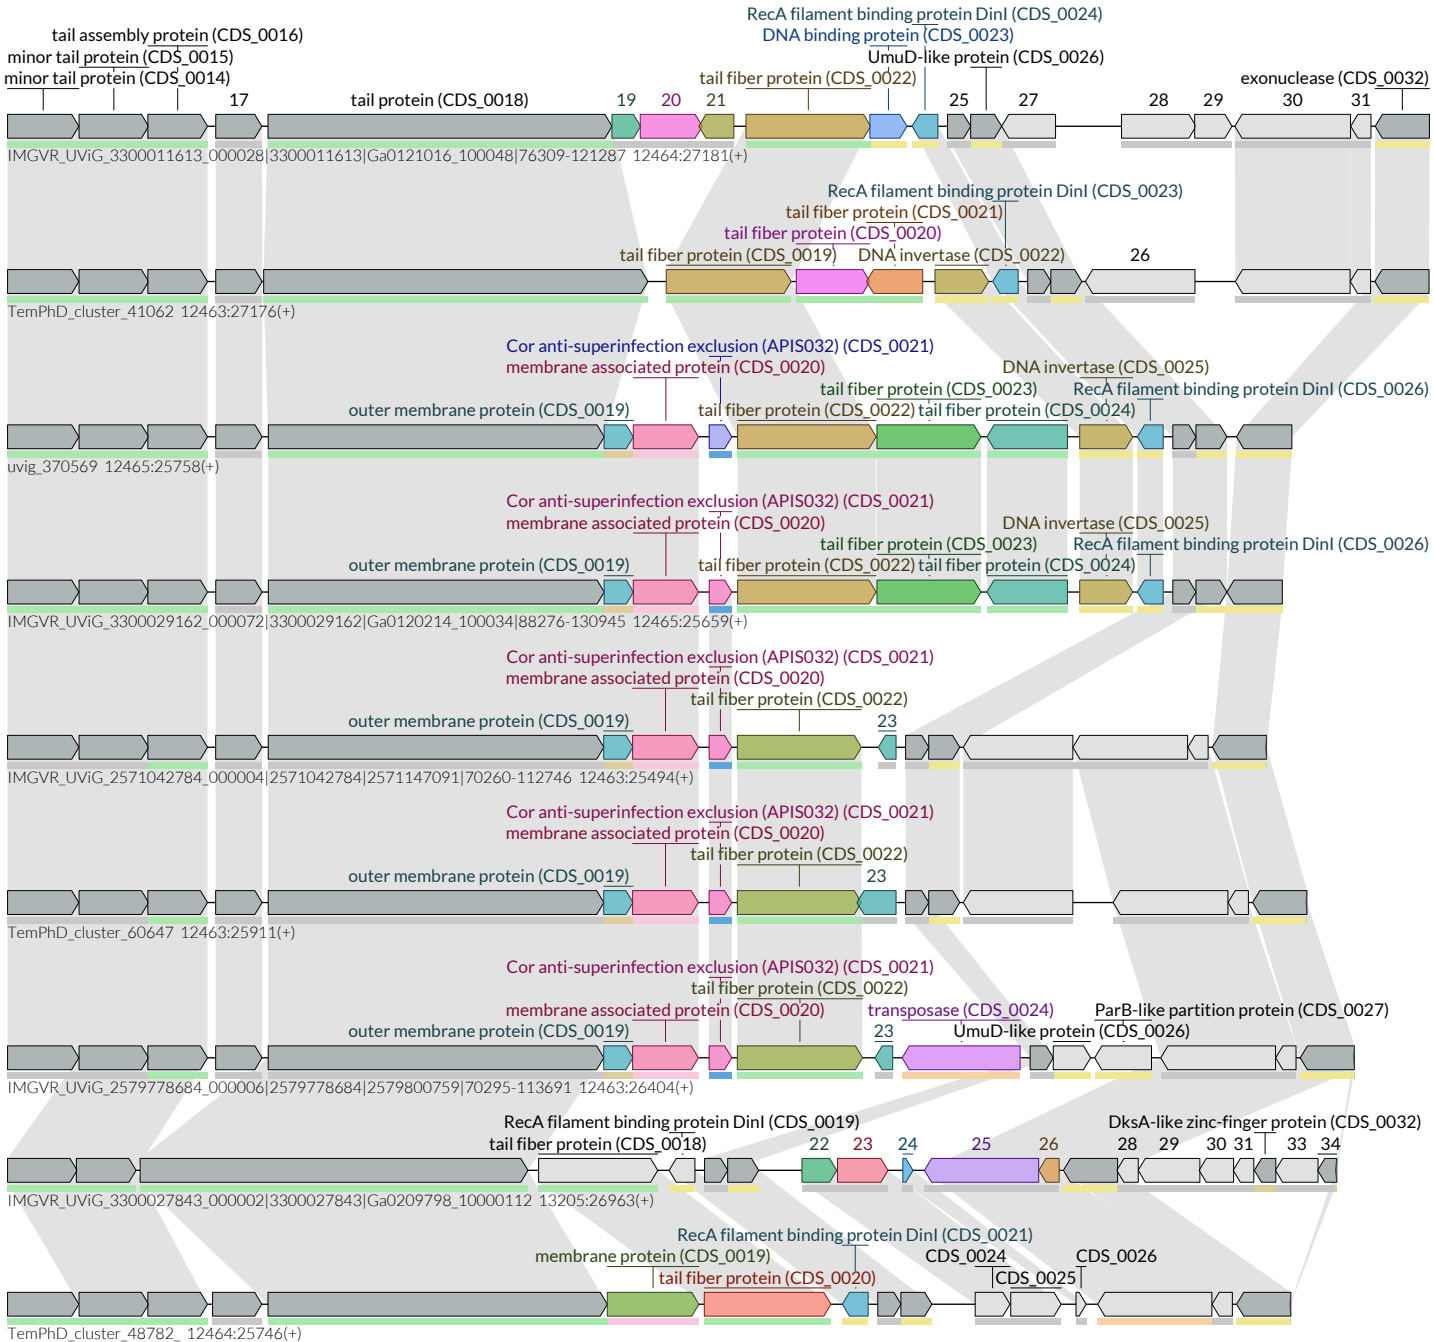 RecA filament binding protein DinI (CDS_0024)
tail assembly protein (CDS_0016)
DNA binding protein (CDS_0023)
minor tail protein (CDS_0015)
UmuD-like protein (CDS_0026)
minor tail protein (CDS_0014)
tail fiber protein (CDS_0022)
exonuclease (CDS_0032)
17 tail protein (CDS_0018) 19 20 21 25 27 28 29 30 31
IMGVR_UViG_3300011613_000028|3300011613|Ga0121016_100048|76309-121287 12464:27181(+)
RecA filament binding protein DinI (CDS_0023)
tail fiber protein (CDS_0021)
tail fiber protein (CDS_0020)
tail fiber protein (CDS_0019) DNA invertase (CDS_0022) 26
TemPhD_cluster_41062 12463:27176(+)
Cor anti-superinfection exclusion (APIS032) (CDS_0021)
membrane associated protein (CDS_0020) DNA invertase (CDS_0025)
tail fiber protein (CDS_0023) RecA filament binding protein DinI (CDS_0026)
outer membrane protein (CDS_0019) tail fiber protein (CDS_0022) tail fiber protein (CDS_0024)
uvig_370569 12465:25758(+)
Cor anti-superinfection exclusion (APIS032) (CDS_0021)
membrane associated protein (CDS_0020) DNA invertase (CDS_0025)
tail fiber protein (CDS_0023) RecA filament binding protein DinI (CDS_0026)
outer membrane protein (CDS_0019) tail fiber protein (CDS_0022) tail fiber protein (CDS_0024)
IMGVR_UViG_3300029162_000072|3300029162|Ga0120214_100034|88276-130945 12465:25659(+)
Cor anti-superinfection exclusion (APIS032) (CDS_0021)
membrane associated protein (CDS_0020)
tail fiber protein (CDS_0022)
outer membrane protein (CDS_0019) 23
IMGVR_UViG_2571042784_000004|2571042784|2571147091|70260-112746 12463:25494(+)
Cor anti-superinfection exclusion (APIS032) (CDS_0021)
membrane associated protein (CDS_0020)
tail fiber protein (CDS_0022)
outer membrane protein (CDS_0019) 23
TemPhD_cluster_60647 12463:25911(+)
Cor anti-superinfection exclusion (APIS032) (CDS_0021)
tail fiber protein (CDS_0022)
membrane associated protein (CDS_0020) transposase (CDS_0024) ParB-like partition protein (CDS_0027)
outer membrane protein (CDS_0019) 23 UmuD-like protein (CDS_0026)
IMGVR_UViG_2579778684_000006|2579778684|2579800759|70295-113691 12463:26404(+)
RecA filament binding protein DinI (CDS_0019) DksA-like zinc-finger protein (CDS_0032)
tail fiber protein (CDS_0018) 22 23 24 25 26 28 29 30 31 33 34
IMGVR_UViG_3300027843_000002|3300027843|Ga0209798_10000112 13205:26963(+)
RecA filament binding protein DinI (CDS_0021)
membrane protein (CDS_0019) CDS_0024 CDS_0026
tail fiber protein (CDS_0020) CDS_0025
TemPhD_cluster_48782_ 12464:25746(+)